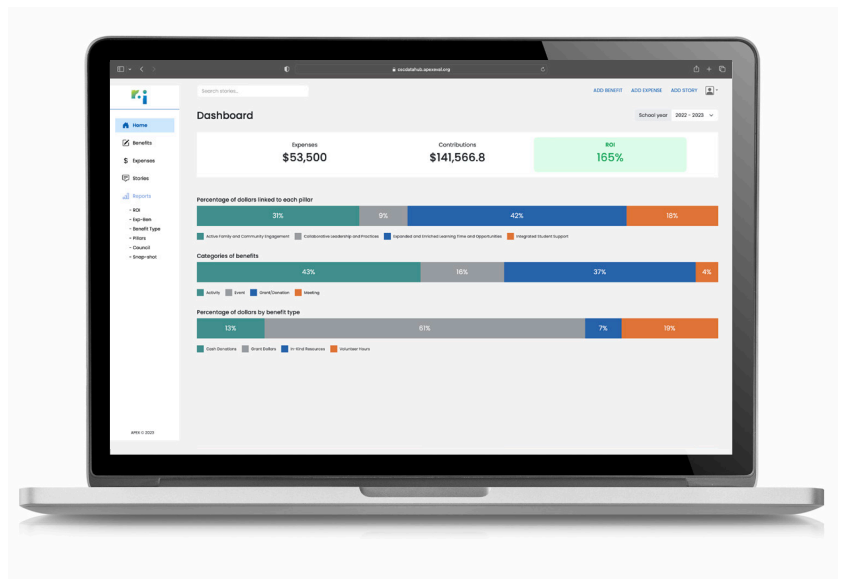 cscdatahub.apexeval.org
Search stories...
ADD BENEFIT ADD EXPENSE ADD STORY
Home
Benefits
$ Expenses
Stories
Reports
- ROI
- Exp-Ben
- Benefit Type
- Pillars
- Council
- Snap-shot
APEX © 2023
Dashboard
School year 2022 - 2023
Expenses
$53,500
Contributions
$141,566.8
ROI
165%
Percentage of dollars linked to each pillar
31% 9% 42% 18%
Active Family and Community Engagement Collaborative Leadership and Practices Expanded and Enriched Learning Time and Opportunities Integrated Student Support
Categories of benefits
43% 16% 37% 4%
Activity Event Grant/Donation Meeting
Percentage of dollars by benefit type
13% 61% 7% 19%
Cash Donations Grant Dollars In-Kind Resources Volunteer Hours